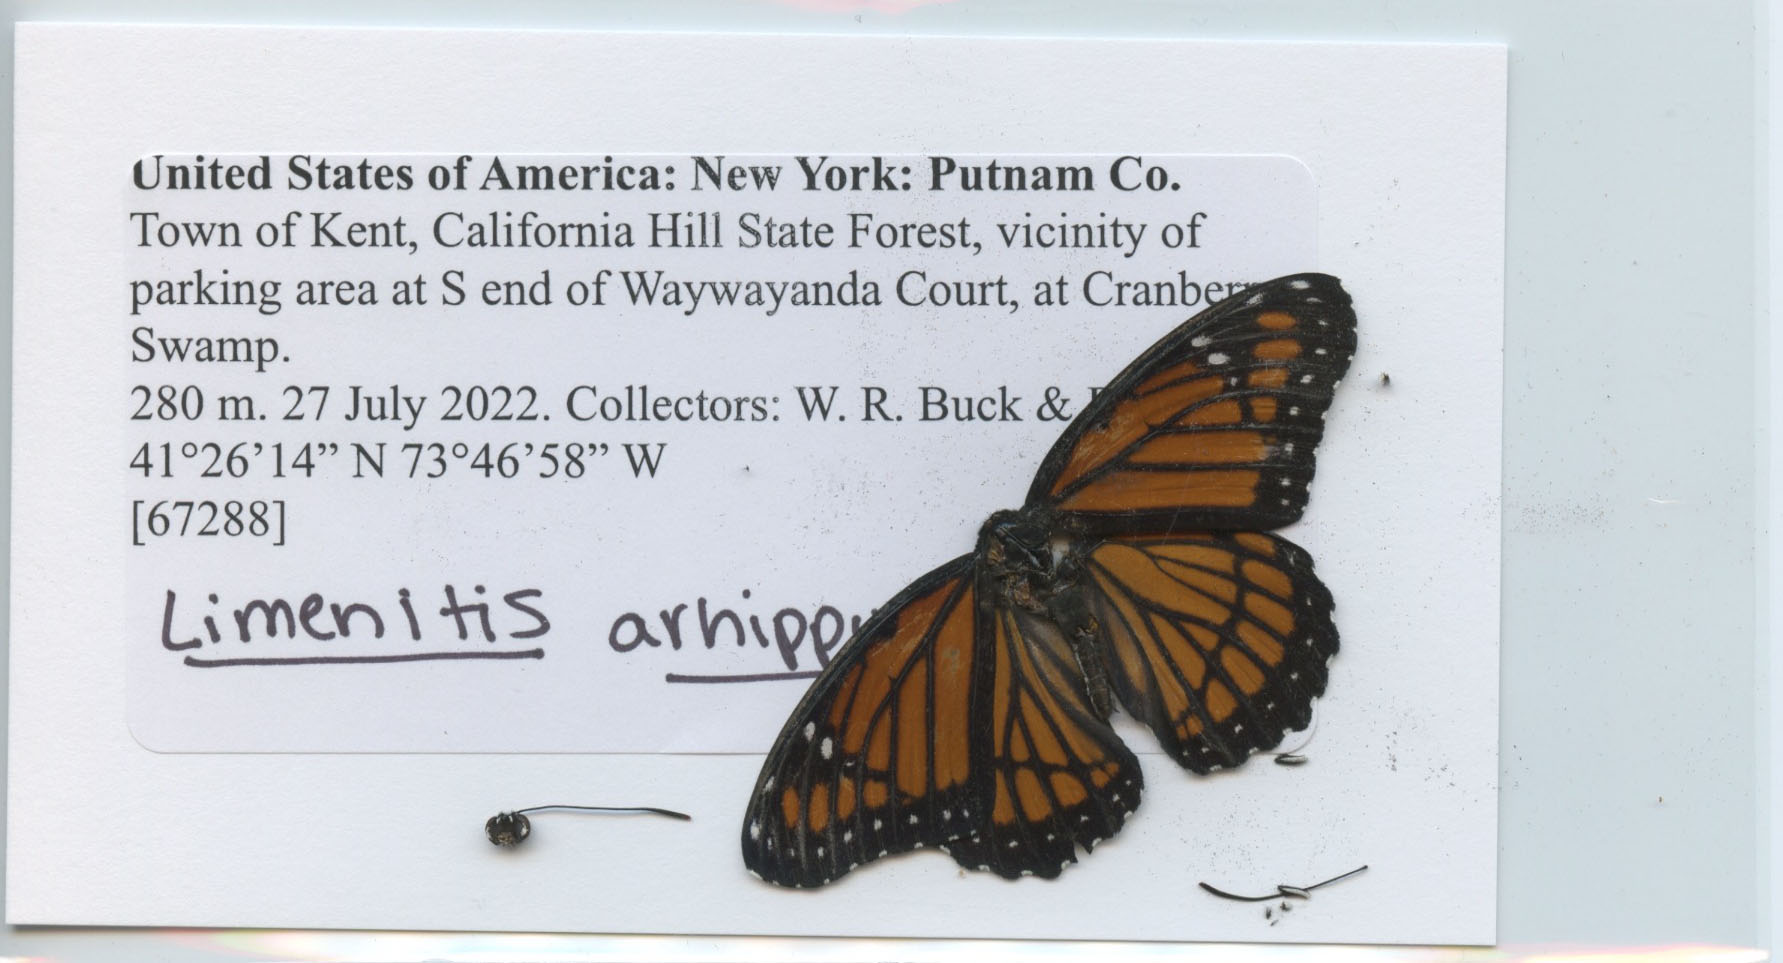 United States of America: New York: Putnam Co.
Town of Kent, California Hill State Forest, vicinity of
parking area at S end of Waywayanda Court, at
Swamp.
280 m. 27 July 2022. Collectors: W. R. Buck &
41°26’14” N 73°46’58” W
[67288]
Limenitis